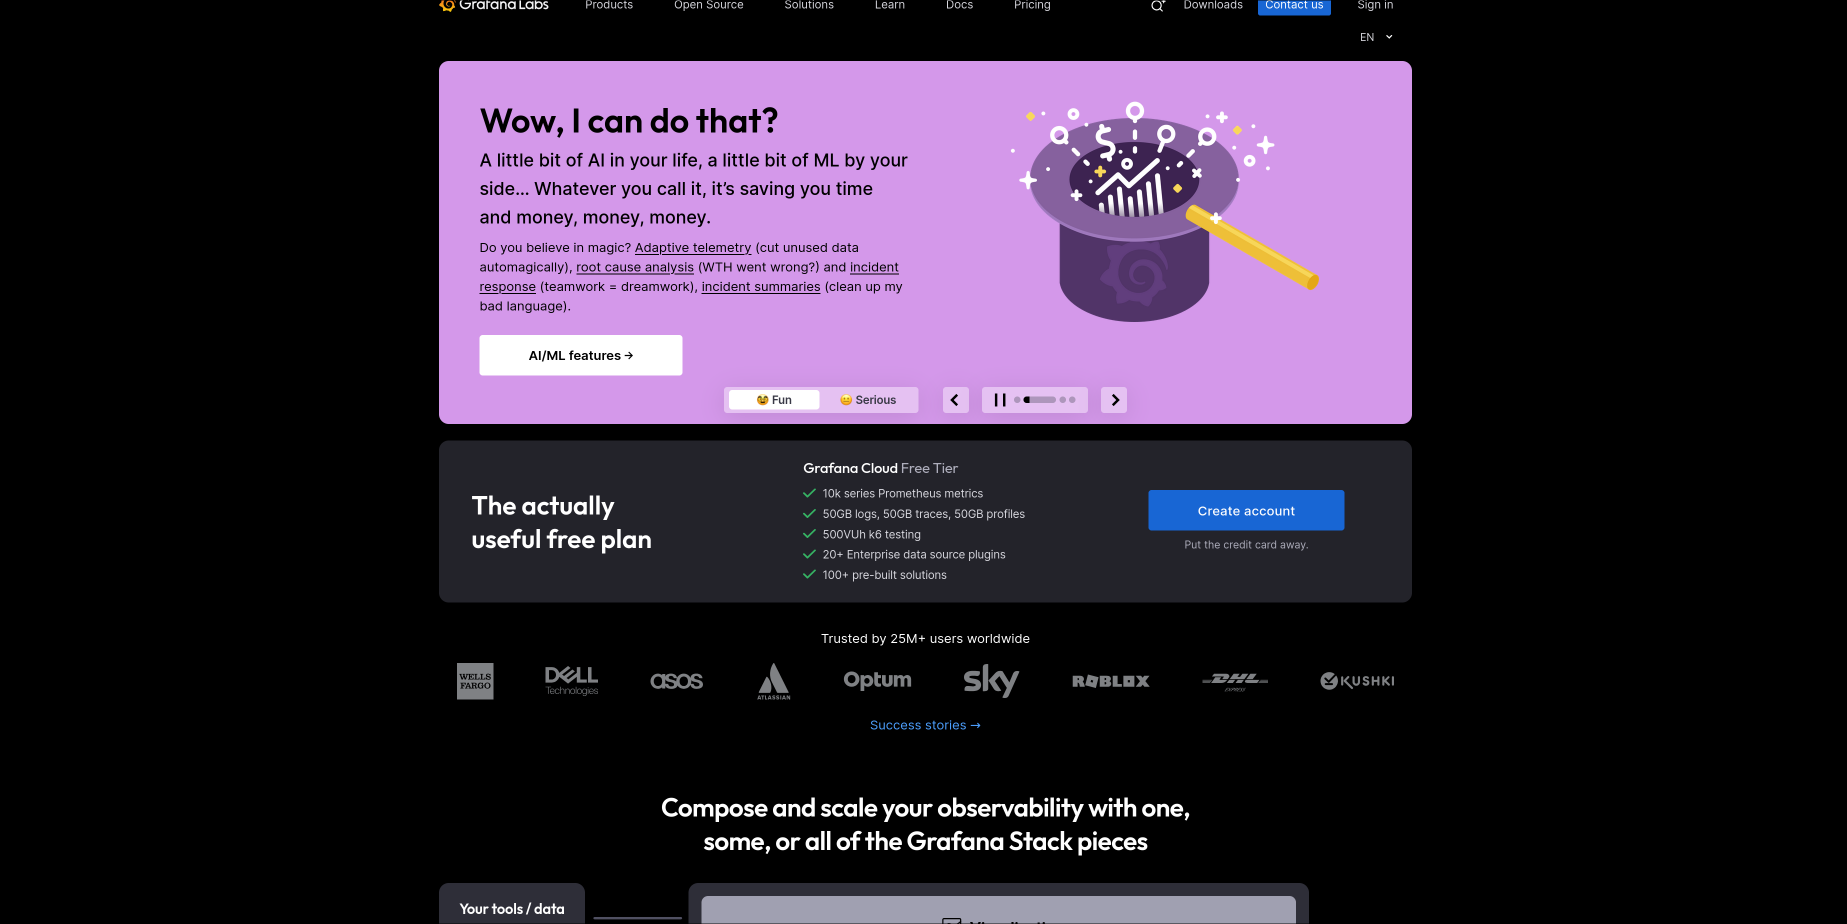 Grafana Labs
Products
Open Source
Solutions
Learn
Docs
Pricing
Downloads
Contact us
Sign in
EN
Wow, I can do that?
A little bit of AI in your life, a little bit of ML by your
side... Whatever you call it, it's saving you time
and money, money, money.
Do you believe in magic? Adaptive telemetry (cut unused data
automagically), root cause analysis (WTH went wrong?) and incident
response (teamwork = dreamwork), incident summaries (clean up my
bad language).
AI/ML features →
Fun
Serious
The actually
useful free plan
Grafana Cloud Free Tier
10k series Prometheus metrics
50GB logs, 50GB traces, 50GB profiles
500VUh k6 testing
20+ Enterprise data source plugins
100+ pre-built solutions
Create account
Put the credit card away.
Trusted by 25M+ users worldwide
WELLS
FARGO
DELL
Technologies
asos
ATLASSIAN
Optum
sky
ROBLOX
DHL
EXPRESS
KUSHKI
Success stories →
Compose and scale your observability with one,
some, or all of the Grafana Stack pieces
Your tools / data